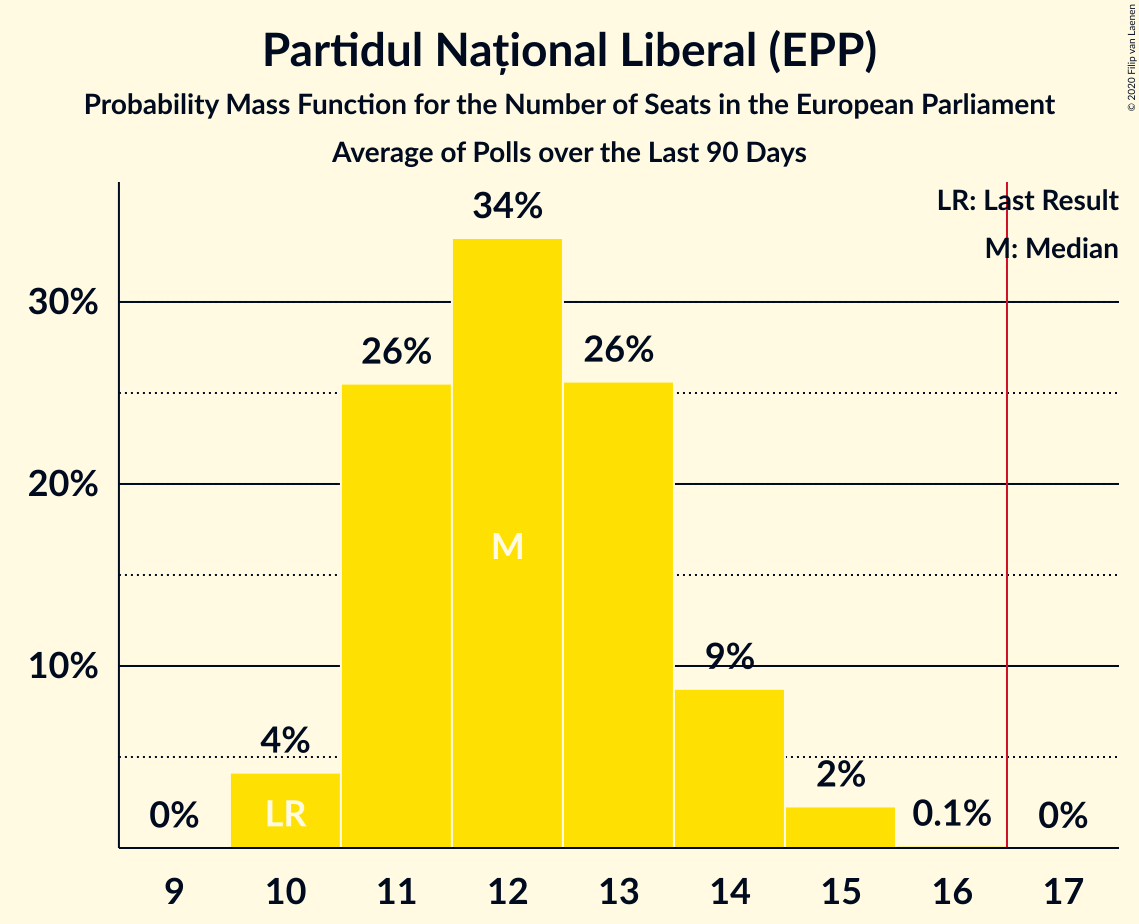 Partidul Național Liberal (EPP)
Probability Mass Function for the Number of Seats in the European Parliament
Average of Polls over the Last 90 Days
© 2020 Filip van Laenen
LR: Last Result
M: Median
30%
20%
10%
0%
4%
26%
34%
26%
9%
2%
0.1%
0%
LR
M
9 10 11 12 13 14 15 16 17